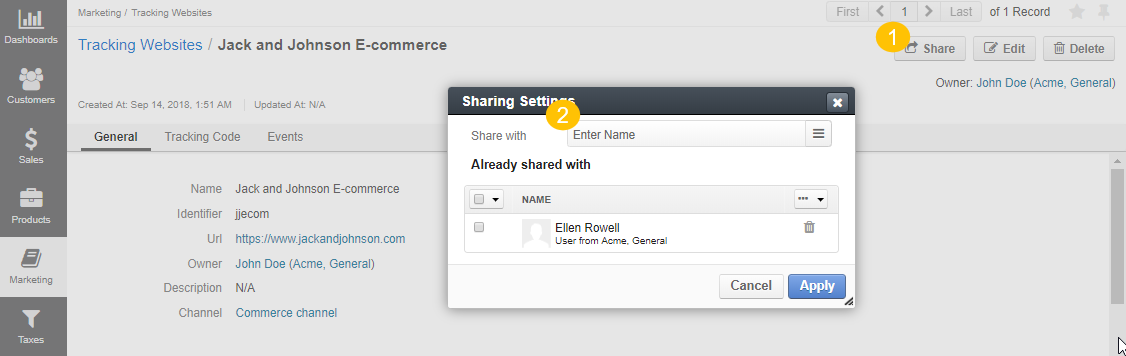 Dashboards
Customers
Sales
Products
Marketing
Taxes
Marketing / Tracking Websites
First 1 Last of 1 Record
Tracking Websites / Jack and Johnson E-commerce
1
Share Edit Delete
Owner: John Doe (Acme, General)
Created At: Sep 14, 2018, 1:51 AM Updated At: N/A
General Tracking Code Events
Name Jack and Johnson E-commerce
Identifier jjecom
Url https://www.jackandjohnson.com
Owner John Doe (Acme, General)
Description N/A
Channel Commerce channel
Sharing Settings
2
Share with Enter Name
Already shared with
NAME
Ellen Rowell
User from Acme, General
Cancel Apply